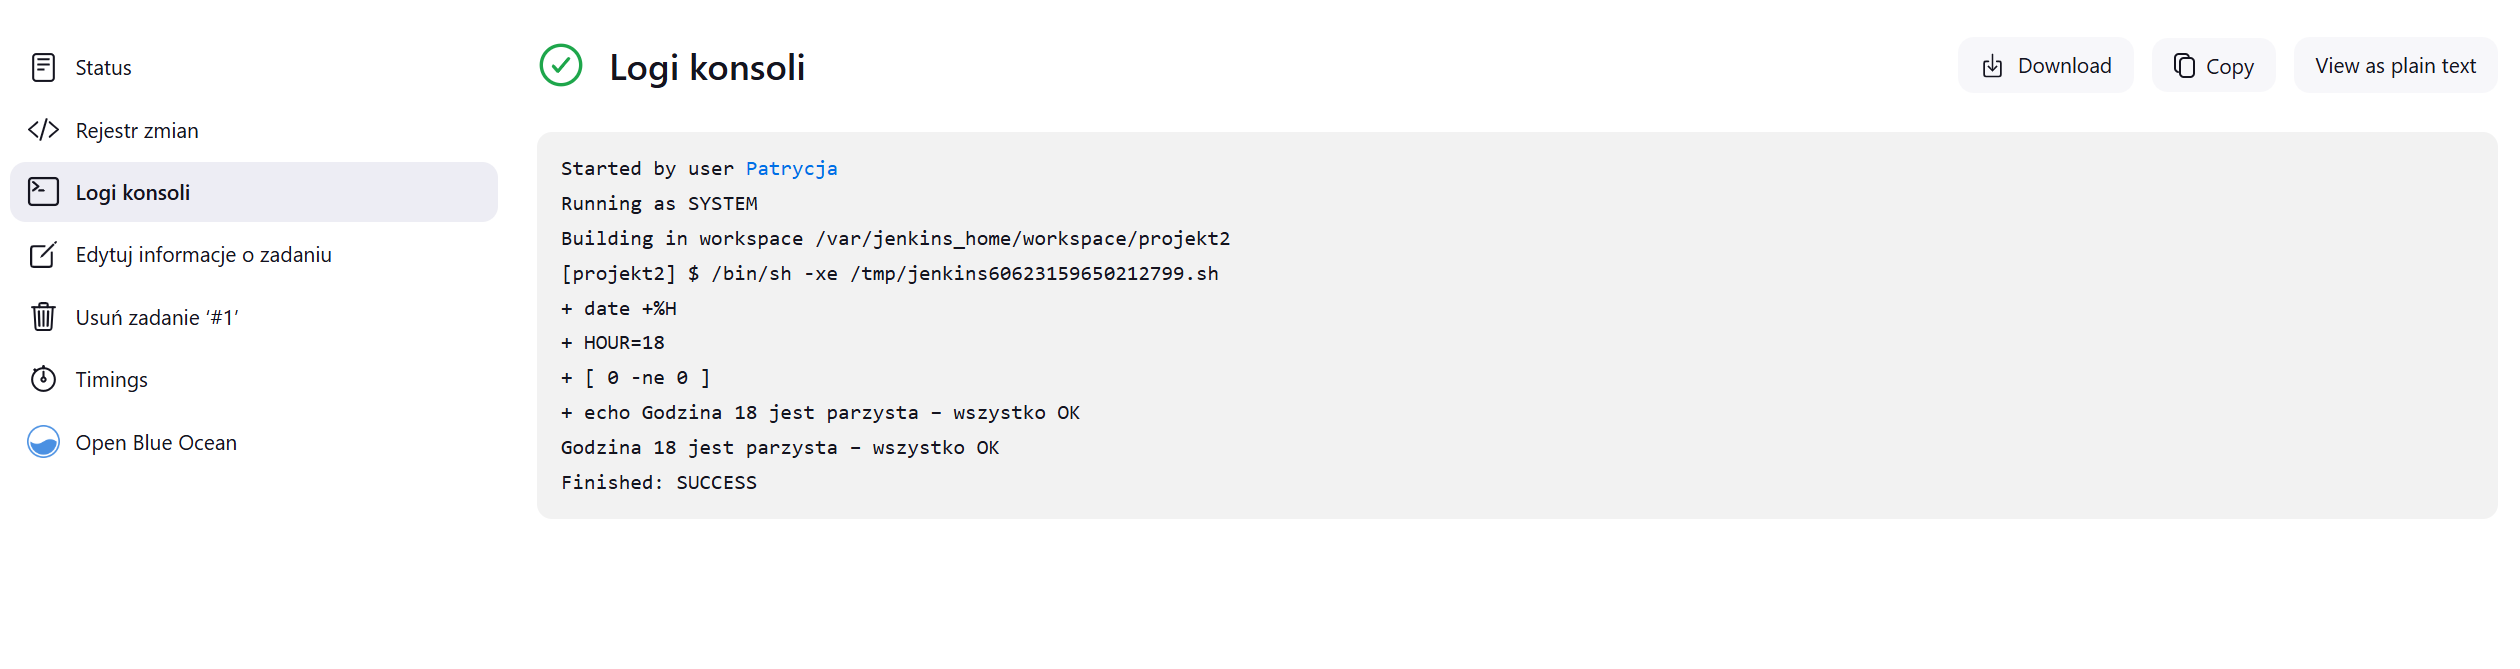 Status
Rejestr zmian
Logi konsoli
Edytuj informacje o zadaniu
Usuń zadanie ‘#1’
Timings
Open Blue Ocean
Logi konsoli
Download
Copy
View as plain text
Started by user Patrycja
Running as SYSTEM
Building in workspace /var/jenkins_home/workspace/projekt2
[projekt2] $ /bin/sh -xe /tmp/jenkins60623159650212799.sh
+ date +%H
+ HOUR=18
+ [ 0 -ne 0 ]
+ echo Godzina 18 jest parzysta – wszystko OK
Godzina 18 jest parzysta – wszystko OK
Finished: SUCCESS